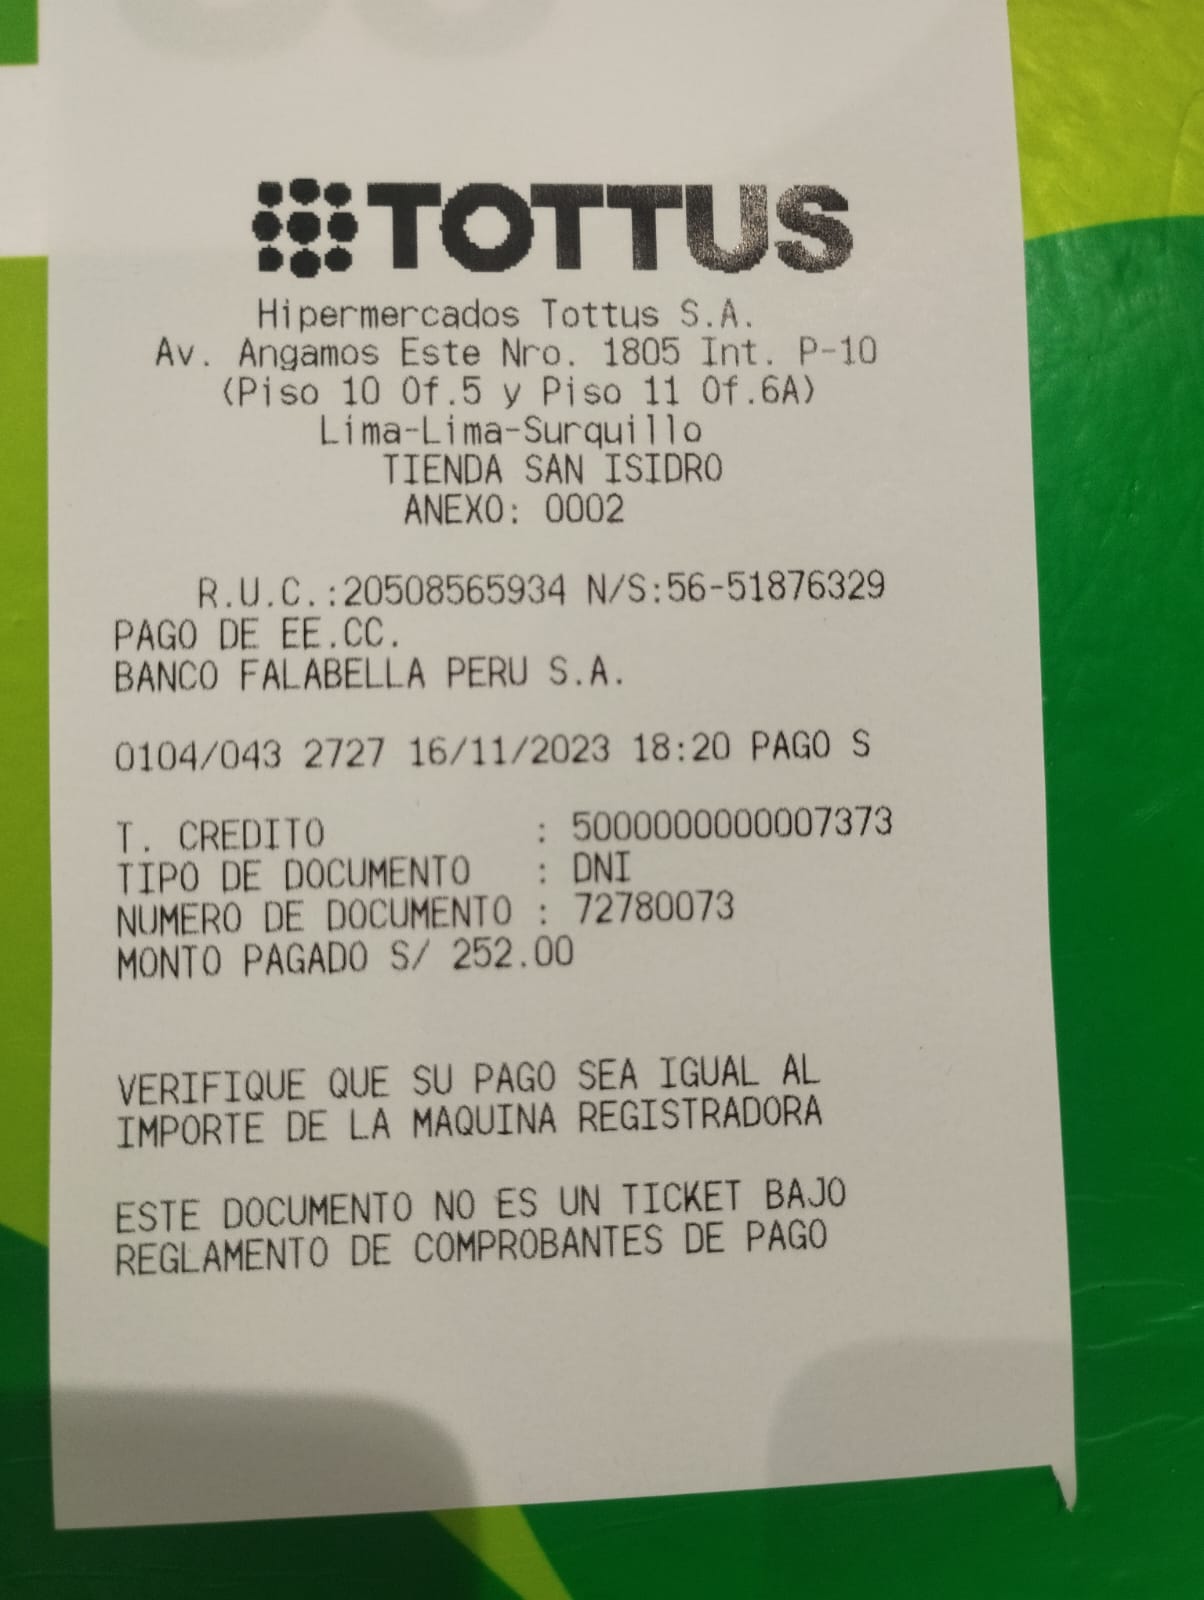 TOTTUS
Hipermercados Tottus S.A.
Av. Angamos Este Nro. 1805 Int. P-10
(Piso 10 Of.5 y Piso 11 Of.6A)
Lima-Lima-Surquillo
TIENDA SAN ISIDRO
ANEXO: 0002
R.U.C.:20508565934 N/S:56-51876329
PAGO DE EE.CC.
BANCO FALABELLA PERU S.A.
0104/043 2727 16/11/2023 18:20 PAGO S
T. CREDITO : 5000000000007373
TIPO DE DOCUMENTO : DNI
NUMERO DE DOCUMENTO : 72780073
MONTO PAGADO S/ 252.00
VERIFIQUE QUE SU PAGO SEA IGUAL AL
IMPORTE DE LA MAQUINA REGISTRADORA
ESTE DOCUMENTO NO ES UN TICKET BAJO
REGLAMENTO DE COMPROBANTES DE PAGO